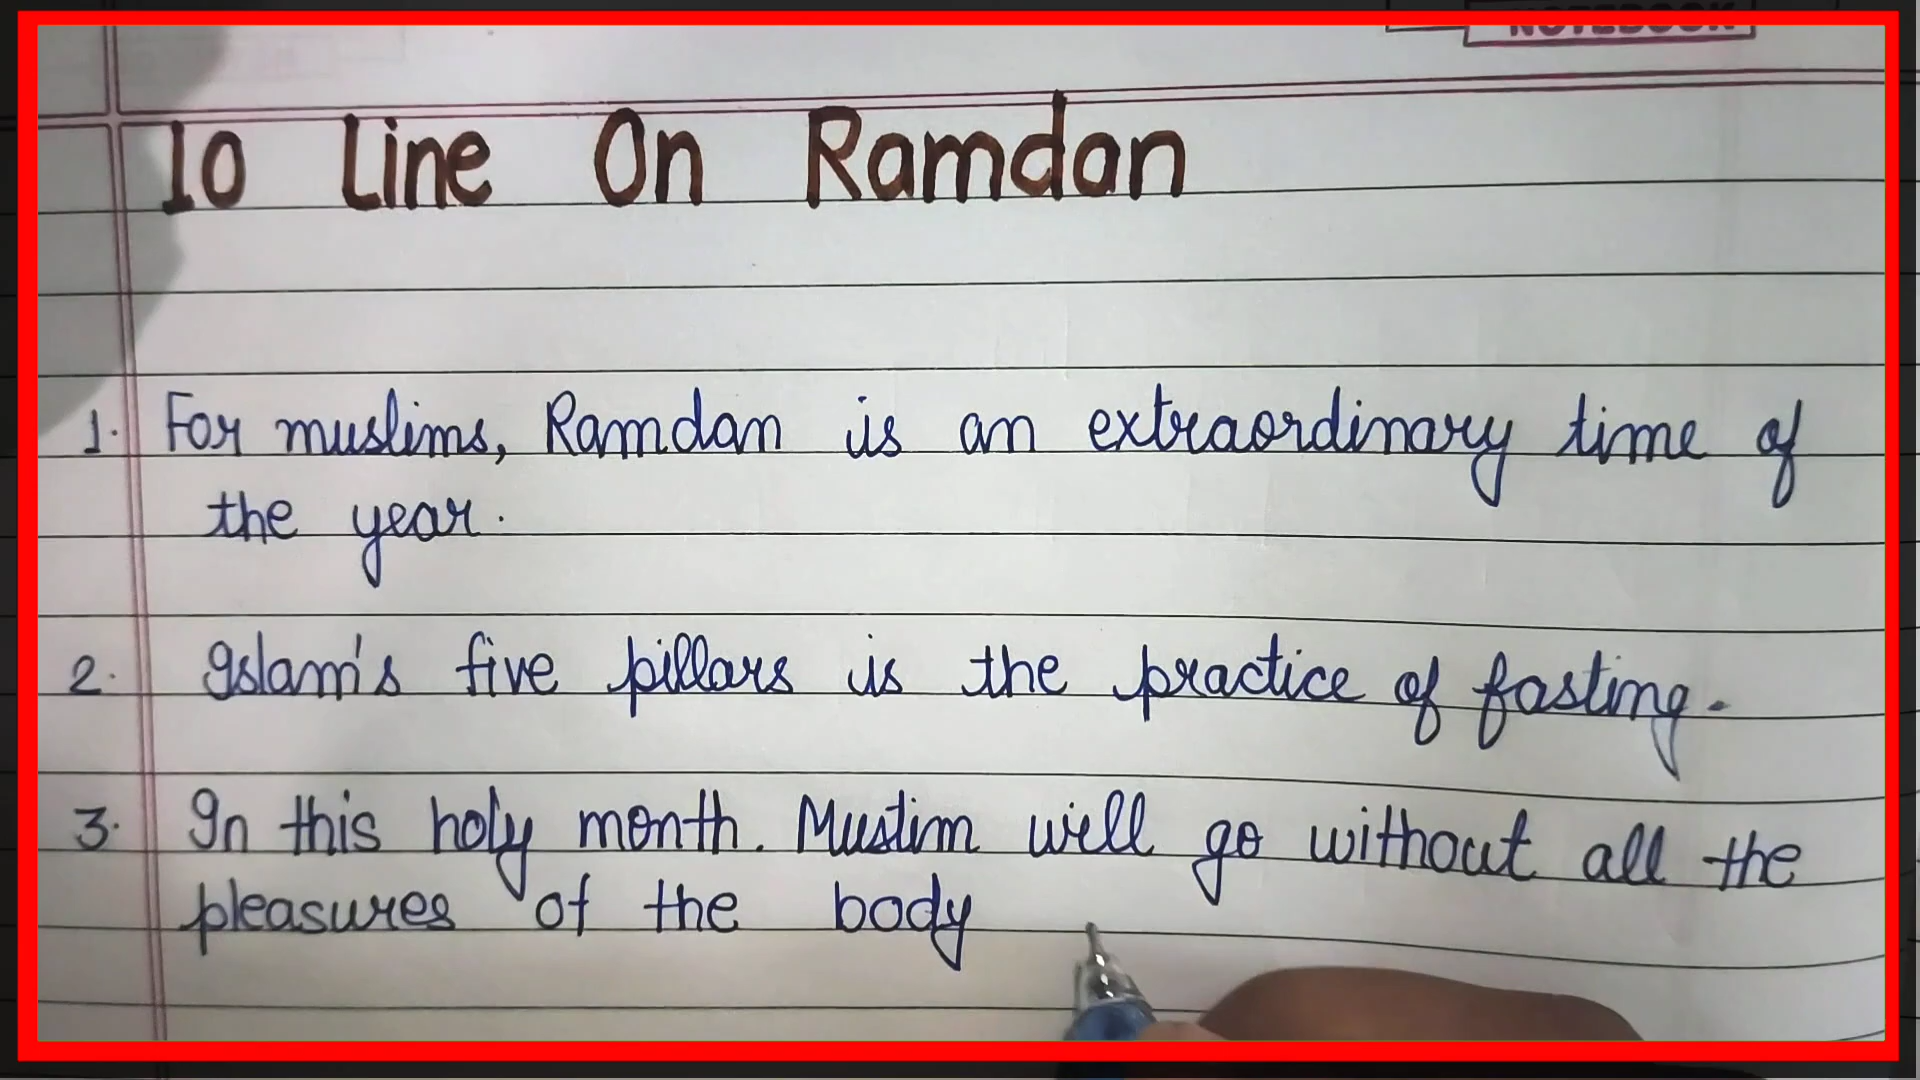 NOTEBOOK
10 Line On Ramdan
1. For muslims, Ramdan is an extraordinary time of
the year.
2. Islam's five pillars is the practice of fasting.
3. In this holy month. Muslim will go without all the
pleasures of the body